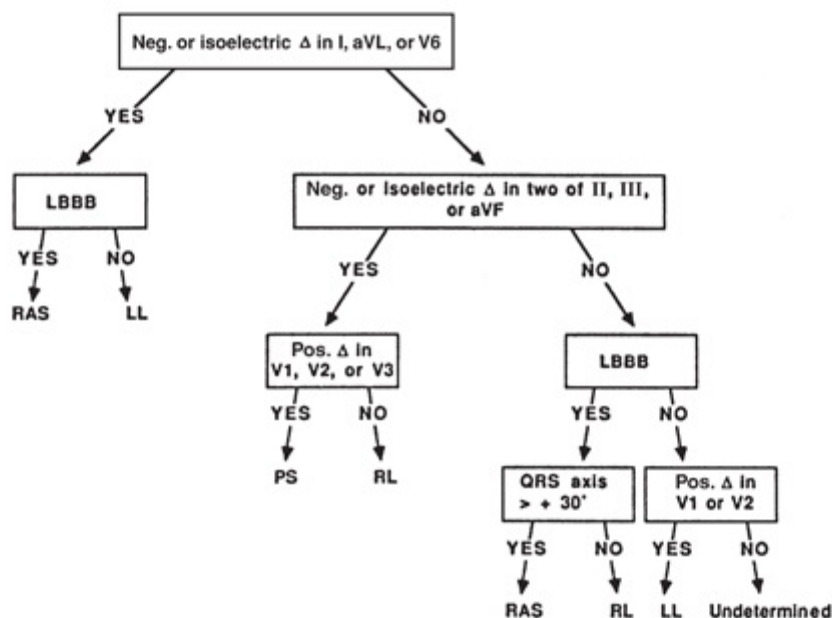 Neg. or isoelectric Δ in I, aVL, or V6
YES
NO
LBBB
Neg. or Isoelectric Δ in two of II, III,
or aVF
YES
NO
YES
NO
RAS
LL
Pos. Δ in
V1, V2, or V3
LBBB
YES
NO
YES
NO
PS
RL
QRS axis
> + 30°
Pos. Δ in
V1 or V2
YES
NO
YES
NO
RAS
RL
LL
Undetermined